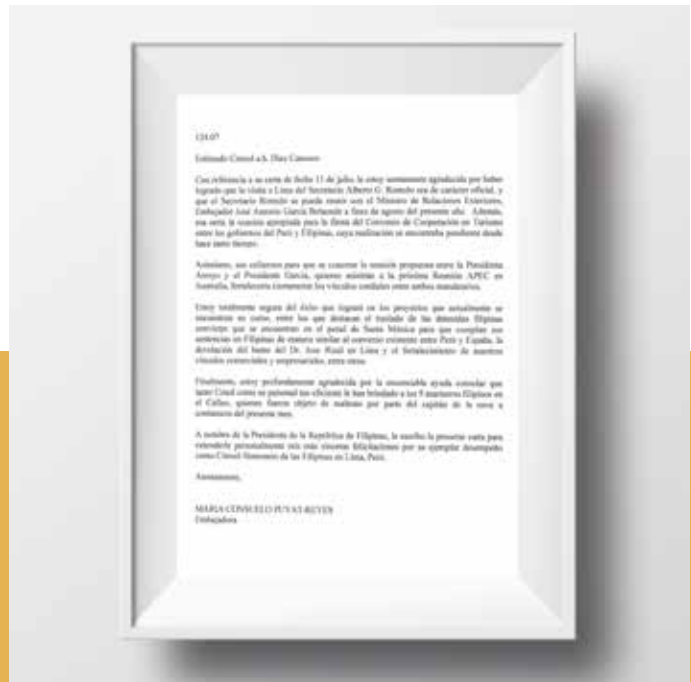 124.07
Estimado Cónsul a.h. Díez Canseco:
Con referencia a su carta de fecha 13 de julio, le estoy sumamente agradecida por haber
logrado que la visita a Lima del Secretario Alberto G. Romulo sea de carácter oficial, y
que el Secretario Romulo se pueda reunir con el Ministro de Relaciones Exteriores,
Embajador José Antonio García Belaunde a fines de agosto del presente año. Además,
esa sería la ocasión apropiada para la firma del Convenio de Cooperación en Turismo
entre los gobiernos del Perú y Filipinas, cuya realización se encontraba pendiente desde
hace tanto tiempo.
Asimismo, sus esfuerzos para que se concrete la reunión propuesta entre la Presidenta
Arroyo y el Presidente García, quienes asistirán a la próxima Reunión APEC en
Australia, fortalecería ciertamente los vínculos cordiales entre ambos mandatarios.
Estoy totalmente segura del éxito que logrará en los proyectos que actualmente se
encuentran en curso, entre los que destacan el traslado de las detenidas filipinas
convictas que se encuentran en el penal de Santa Mónica para que cumplan sus
sentencias en Filipinas de manera similar al convenio existente entre Perú y España, la
develación del busto del Dr. Jose Rizal en Lima y el fortalecimiento de nuestros
vínculos comerciales y empresariales, entre otros.
Finalmente, estoy profundamente agradecida por la encomiable ayuda consular que
tanto Usted como su personal tan eficiente le han brindado a los 9 marineros filipinos en
el Callao, quienes fueron objeto de maltrato por parte del capitán de la nave a
comienzos del presente mes.
A nombre de la Presidenta de la República de Filipinas, le escribo la presente carta para
extenderle personalmente mis más sinceras felicitaciones por su ejemplar desempeño
como Cónsul Honorario de las Filipinas en Lima, Perú.
Atentamente,
MARIA CONSUELO PUYAT-REYES
Embajadora